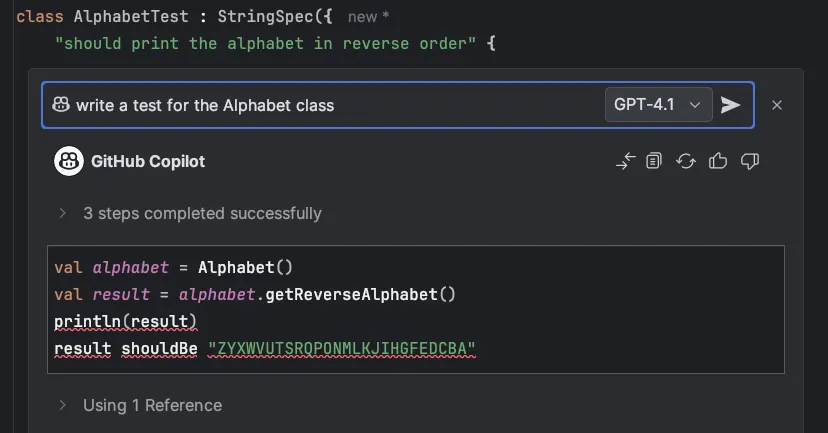 class AlphabetTest : StringSpec({ new *
"should print the alphabet in reverse order" {
write a test for the Alphabet class GPT-4.1
GitHub Copilot
3 steps completed successfully
val alphabet = Alphabet()
val result = alphabet.getReverseAlphabet()
println(result)
result shouldBe "ZYXWVUTSRQPONMLKJIHGFEDCBA"
Using 1 Reference